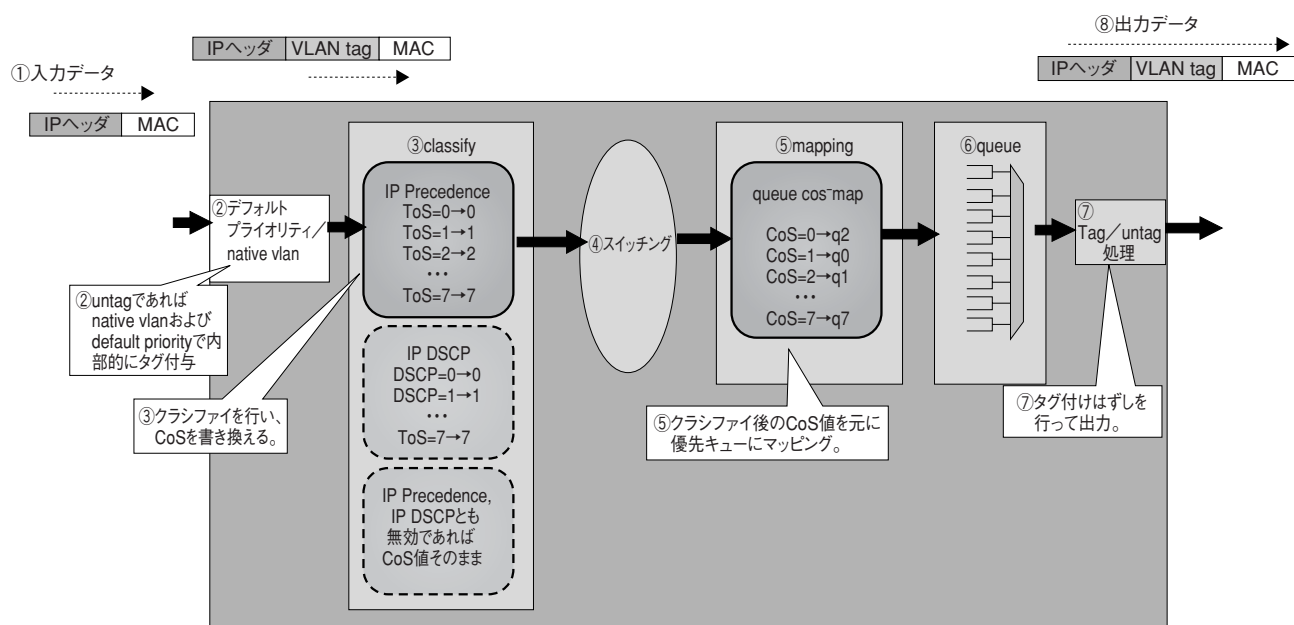 ①入力データ
IPヘッダ MAC
IPヘッダ VLAN tag MAC
⑧出力データ
IPヘッダ VLAN tag MAC
②デフォルト
プライオリティ／
native vlan
②untagであれば
native vlanおよび
default priorityで内
部的にタグ付与
③classify
IP Precedence
ToS=0→0
ToS=1→1
ToS=2→2
…
ToS=7→7
IP DSCP
DSCP=0→0
DSCP=1→1
…
ToS=7→7
IP Precedence,
IP DSCPとも
無効であれば
CoS値そのまま
③クラシファイを行い、
CoSを書き換える。
④スイッチング
⑤mapping
queue cos-map
CoS=0→q2
CoS=1→q0
CoS=2→q1
…
CoS=7→q7
⑤クラシファイ後のCoS値を元に
優先キューにマッピング。
⑥queue
⑦
Tag／untag
処理
⑦タグ付けはずしを
行って出力。